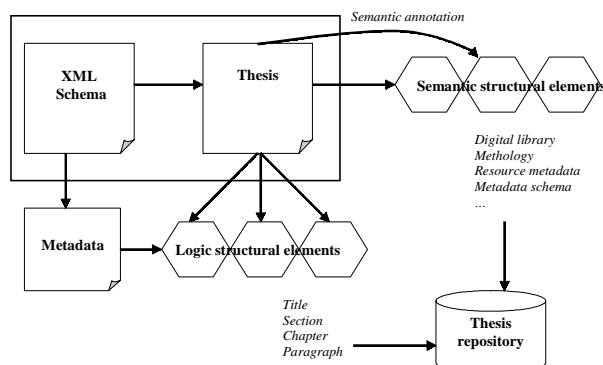 Semantic annotation
XML
Schema
Thesis
Semantic structural elements
Digital library
Methology
Resource metadata
Metadata schema
...
Metadata
Logic structural elements
Title
Section
Chapter
Paragraph
Thesis
repository